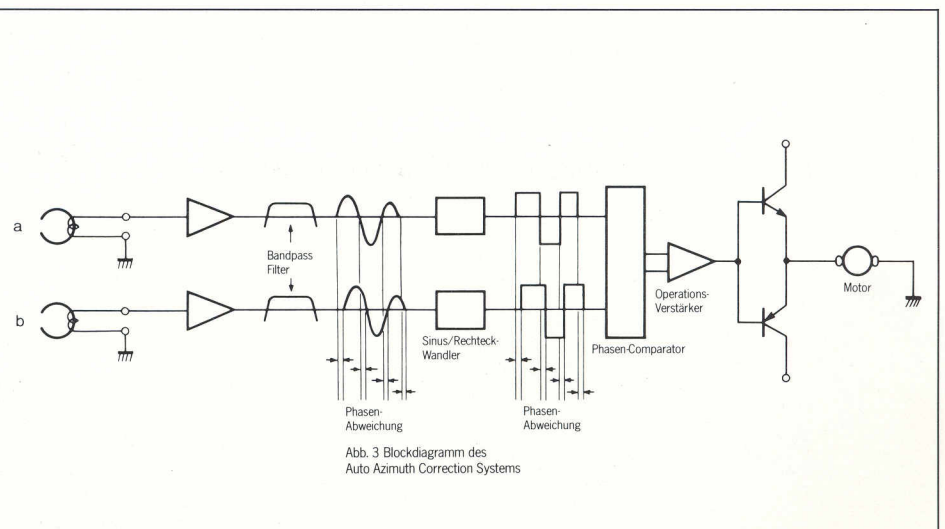 a
Bandpass
Filter
b
Sinus/Rechteck-
Wandler
Phasen-
Abweichung
Phasen-
Abweichung
Phasen-Comparator
Operations-
Verstärker
Motor
Abb. 3 Blockdiagramm des
Auto Azimuth Correction Systems